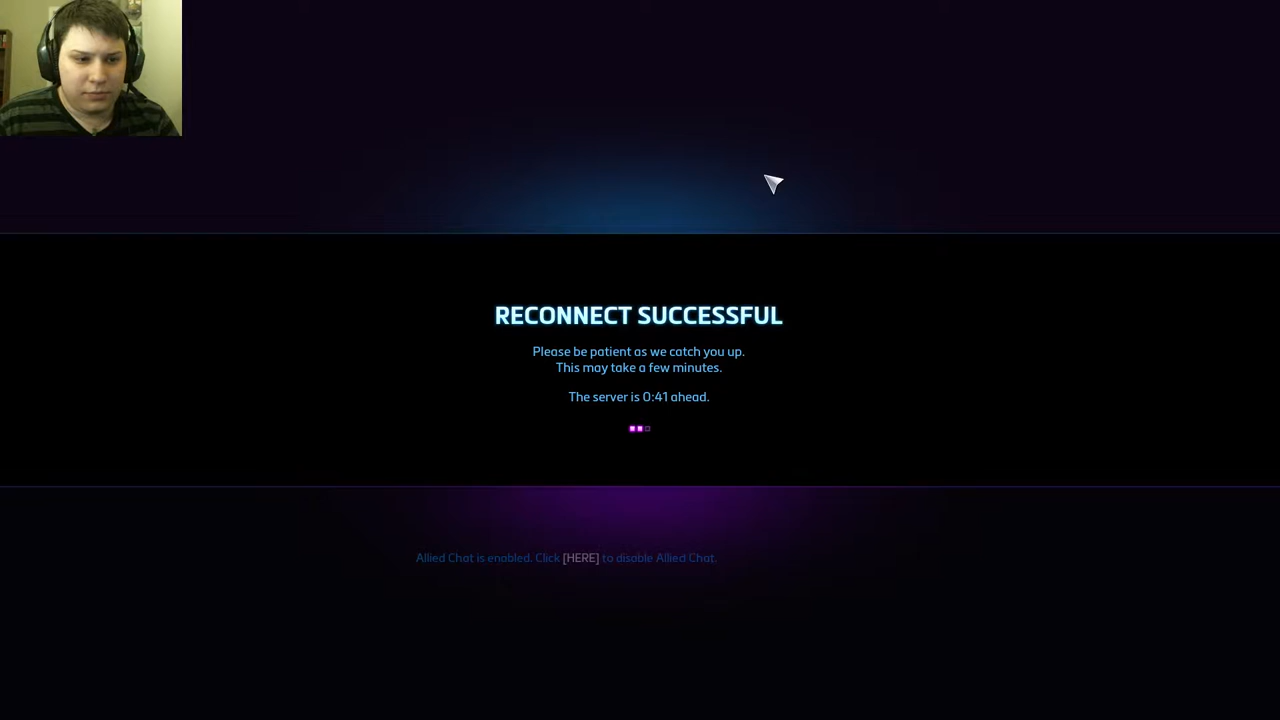 RECONNECT SUCCESSFUL
Please be patient as we catch you up.
This may take a few minutes.
The server is 0:41 ahead.
Allied Chat is enabled. Click [HERE] to disable Allied Chat.